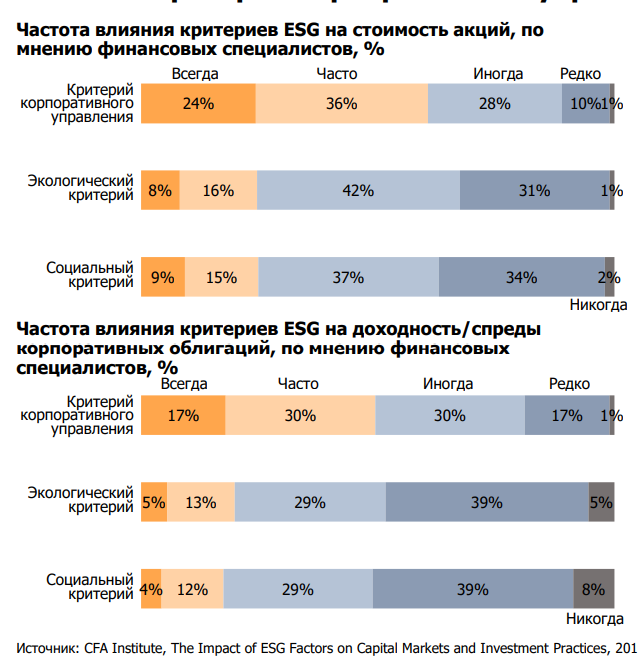 Частота влияния критериев ESG на стоимость акций, по
мнению финансовых специалистов, %
Всегда Часто Иногда Редко
Критерий
корпоративного
управления
24% 36% 28% 10% 1%
Экологический
критерий
8% 16% 42% 31% 1%
Социальный
критерий
9% 15% 37% 34% 2%
Никогда
Частота влияния критериев ESG на доходность/спреды
корпоративных облигаций, по мнению финансовых
специалистов, %
Всегда Часто Иногда Редко
Критерий
корпоративного
управления
17% 30% 30% 17% 1%
Экологический
критерий
5% 13% 29% 39% 5%
Социальный
критерий
4% 12% 29% 39% 8%
Никогда
Источник: CFA Institute, The Impact of ESG Factors on Capital Markets and Investment Practices, 201